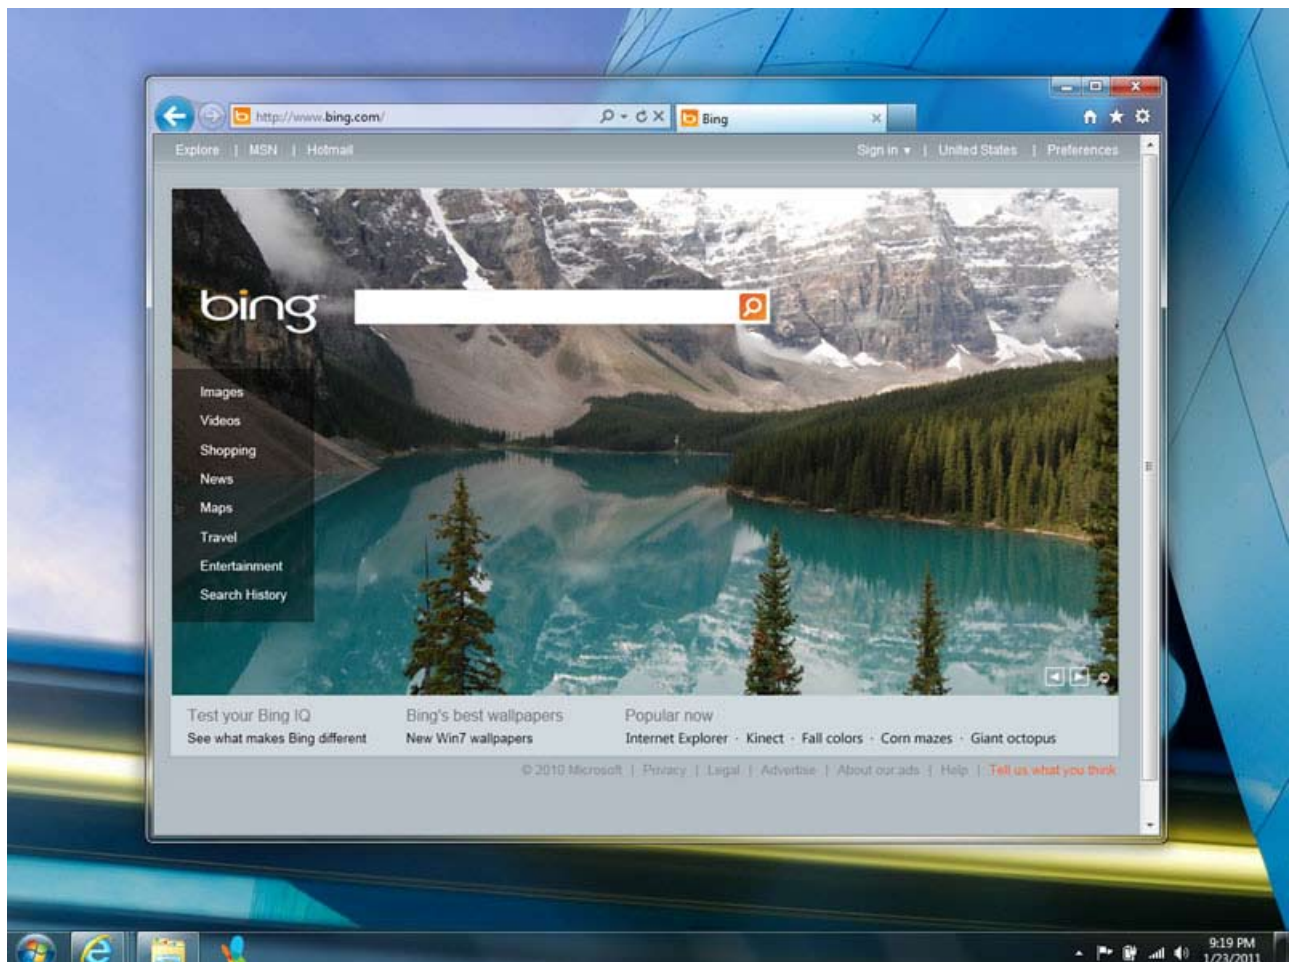 http://www.bing.com/
Bing
Explore | MSN | Hotmail
Sign in | United States | Preferences
bing
Images
Videos
Shopping
News
Maps
Travel
Entertainment
Search History
Test your Bing IQ
See what makes Bing different
Bing's best wallpapers
New Win7 wallpapers
Popular now
Internet Explorer · Kinect · Fall colors · Corn mazes · Giant octopus
© 2010 Microsoft | Privacy | Legal | Advertise | About our ads | Help | Tell us what you think
9:19 PM
1/23/2011